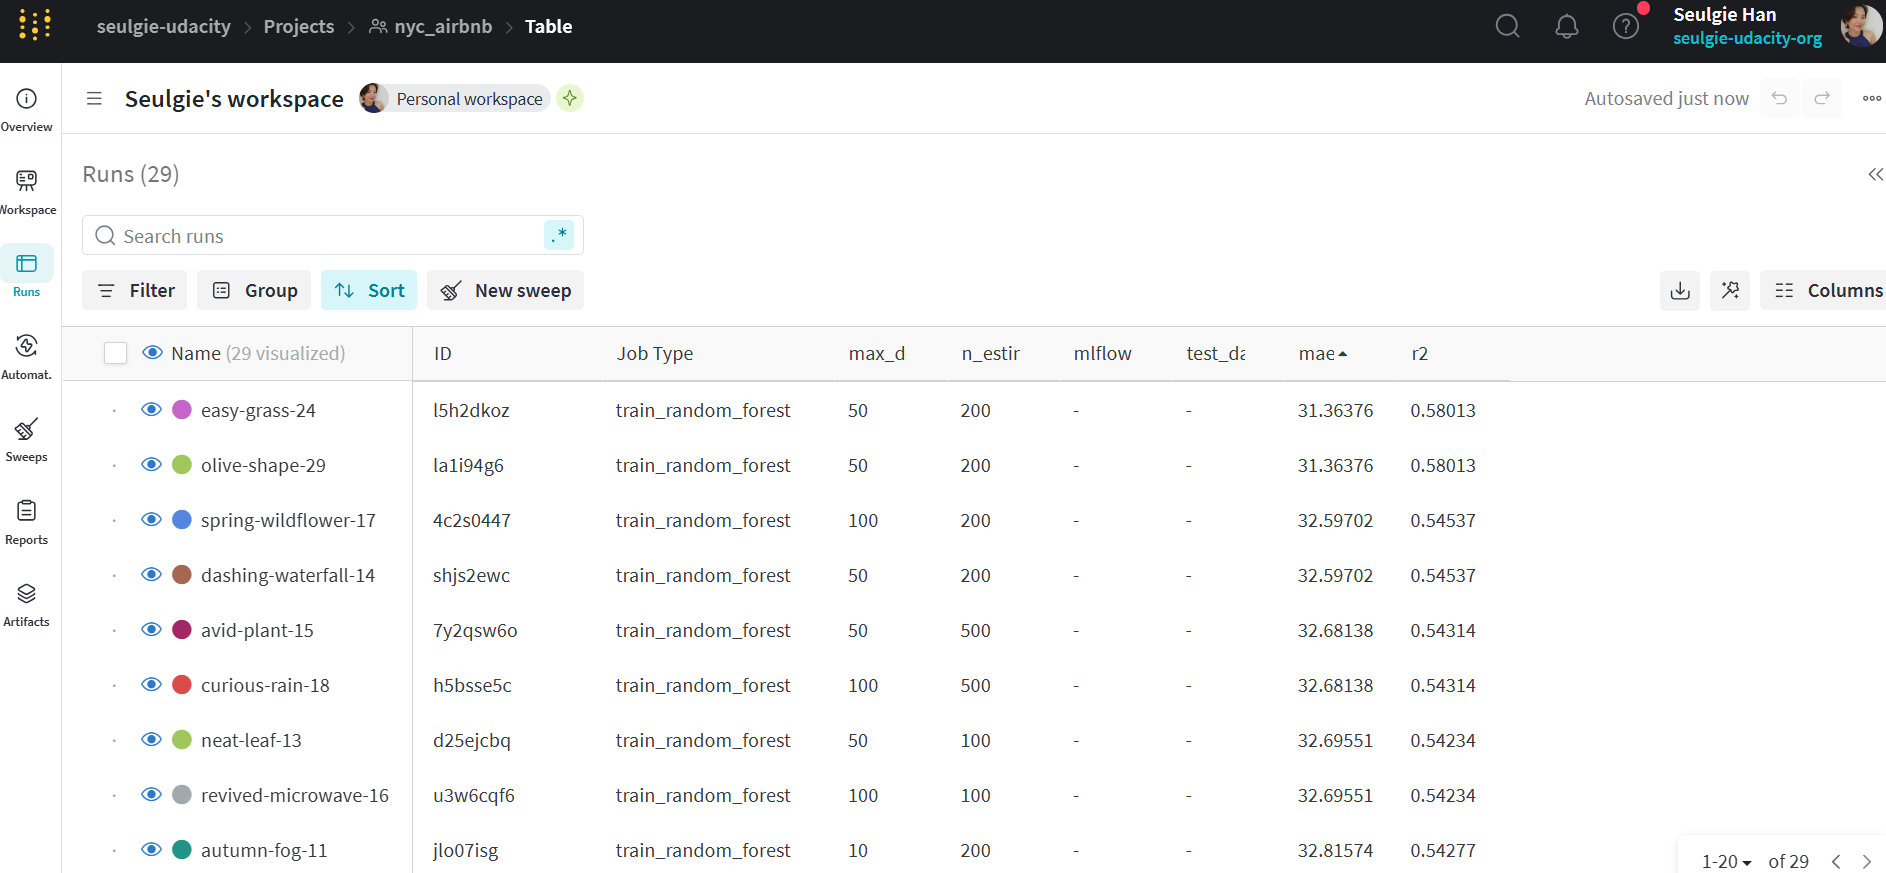 seulgie-udacity > Projects > nyc_airbnb > Table
Seulgie Han
seulgie-udacity-org
Seulgie's workspace Personal workspace Autosaved just now
Overview
Workspace
Runs
Automat.
Sweeps
Reports
Artifacts
Runs (29)
Search runs .*
Filter Group Sort New sweep Columns
Name (29 visualized) ID Job Type max_d n_estir mlflow test_da mae r2
easy-grass-24 l5h2dkoz train_random_forest 50 200 - - 31.36376 0.58013
olive-shape-29 la1i94g6 train_random_forest 50 200 - - 31.36376 0.58013
spring-wildflower-17 4c2s0447 train_random_forest 100 200 - - 32.59702 0.54537
dashing-waterfall-14 shjs2ewc train_random_forest 50 200 - - 32.59702 0.54537
avid-plant-15 7y2qsw6o train_random_forest 50 500 - - 32.68138 0.54314
curious-rain-18 h5bsse5c train_random_forest 100 500 - - 32.68138 0.54314
neat-leaf-13 d25ejcbq train_random_forest 50 100 - - 32.69551 0.54234
revived-microwave-16 u3w6cqf6 train_random_forest 100 100 - - 32.69551 0.54234
autumn-fog-11 jlo07isg train_random_forest 10 200 - - 32.81574 0.54277
1-20 of 29